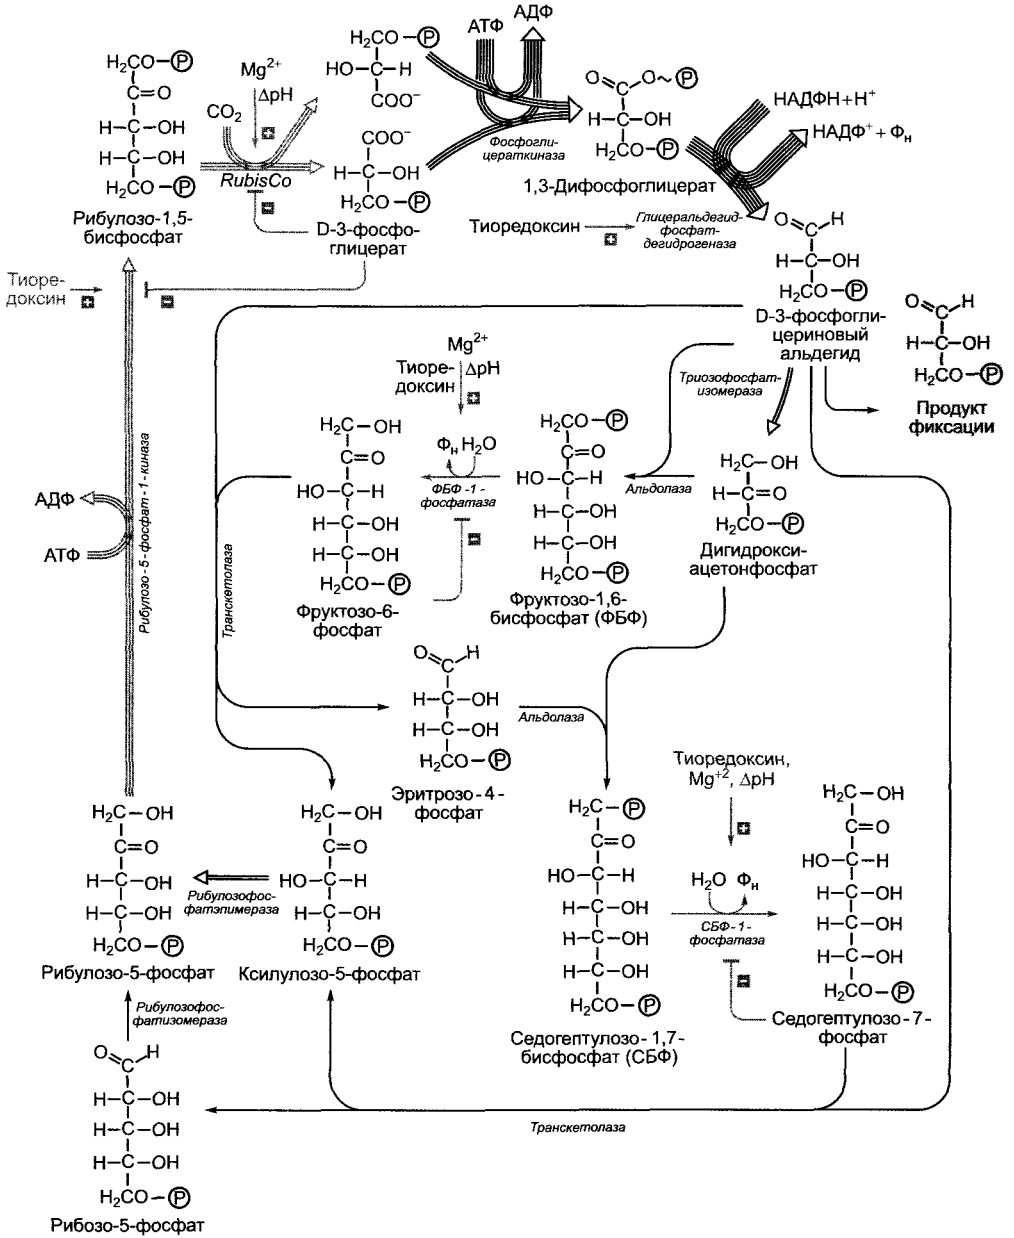 АТФ
АДФ
H₂CO–Ⓟ
HO–C–H
COO⁻
H₂CO–Ⓟ
C=O
H–C–OH
H–C–OH
H₂CO–Ⓟ
Рибулозо-1,5-
бисфосфат
Mg²⁺
ΔpH
CO₂
+
RubisCo
–
COO⁻
H–C–OH
H₂CO–Ⓟ
D-3-фосфо-
глицерат
Фосфогли-
цераткиназа
O
C
O~Ⓟ
H–C–OH
H₂CO–Ⓟ
1,3-Дифосфоглицерат
НАДФН+Н⁺
НАДФ⁺ + Фн
Тиоредоксин
+
Глицеральдегид-
фосфат-
дегидрогеназа
O
C
H
H–C–OH
H₂CO–Ⓟ
D-3-фосфогли-
цериновый
альдегид
O
C
H
H–C–OH
H₂CO–Ⓟ
Продукт
фиксации
Тиоре-
доксин
+
–
Mg²⁺
Тиоре-
доксин
ΔpH
+
Триозофосфат-
изомераза
H₂C–OH
C=O
HO–C–H
H–C–OH
H–C–OH
H₂CO–Ⓟ
Фруктозо-6-
фосфат
Фн H₂O
ФБФ-1-
фосфатаза
–
H₂CO–Ⓟ
C=O
HO–C–H
H–C–OH
H–C–OH
H₂CO–Ⓟ
Фруктозо-1,6-
бисфосфат (ФБФ)
Альдолаза
H₂C–OH
H–C=O
H₂CO–Ⓟ
Дигидрокси-
ацетонфосфат
АДФ
АТФ
Рибулозо-5-фосфат-1-киназа
Транскетолаза
O
C
H
H–C–OH
H–C–OH
H₂CO–Ⓟ
Эритрозо-4-
фосфат
Альдолаза
H₂C–OH
C=O
H–C–OH
H–C–OH
H₂CO–Ⓟ
Рибулозо-5-фосфат
Рибулозофос-
фатэпимераза
H₂C–OH
C=O
HO–C–H
H–C–OH
H₂CO–Ⓟ
Ксилулозо-5-фосфат
H₂C–Ⓟ
C=O
HO–C–H
H–C–OH
H–C–OH
H–C–OH
H₂CO–Ⓟ
Седогептулозо-1,7-
бисфосфат (СБФ)
Тиоредоксин,
Mg⁺², ΔpH
+
H₂O Фн
СБФ-1-
фосфатаза
–
H₂C–OH
C=O
HO–C–H
H–C–OH
H–C–OH
H–C–OH
H₂CO–Ⓟ
Седогептулозо-7-
фосфат
Рибулозофос-
фатизомераза
O
C
H
H–C–OH
H–C–OH
H–C–OH
H₂CO–Ⓟ
Рибозо-5-фосфат
Транскетолаза